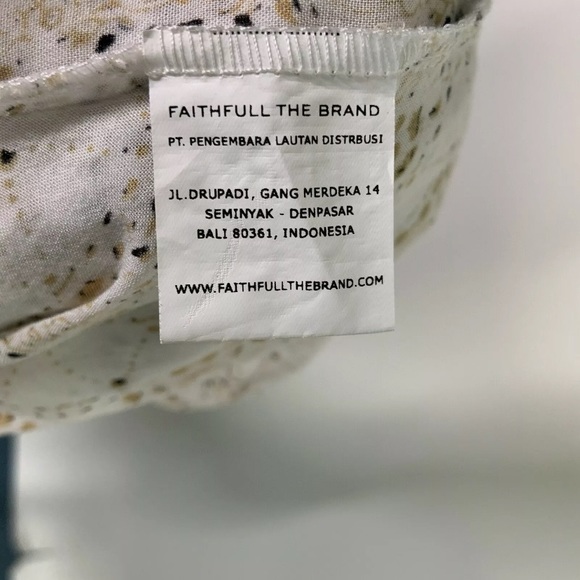 FAITHFULL THE BRAND
PT. PENGEMBARA LAUTAN DISTRBUSI
JL.DRUPADI, GANG MERDEKA 14
SEMINYAK - DENPASAR
BALI 80361, INDONESIA
WWW.FAITHFULLTHEBRAND.COM